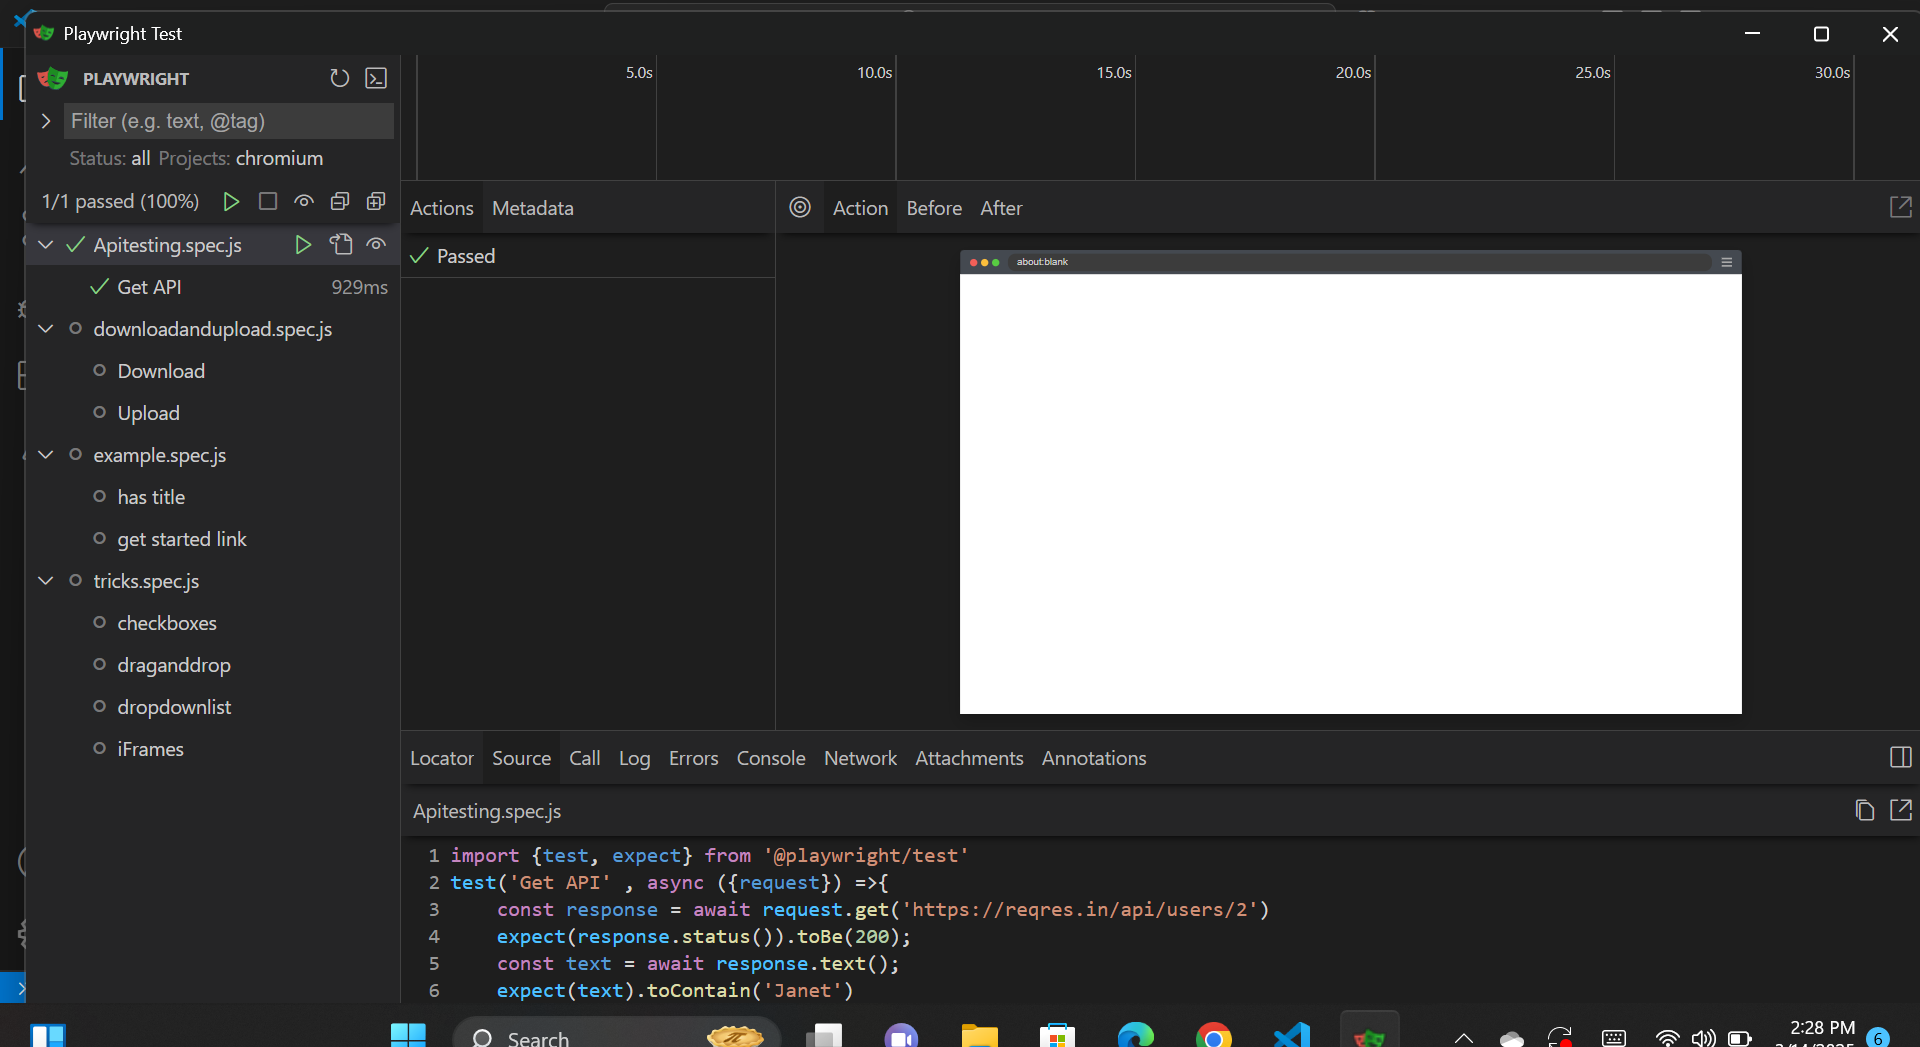 Playwright Test
PLAYWRIGHT
Filter (e.g. text, @tag)
Status: all Projects: chromium
1/1 passed (100%)
Apitesting.spec.js
Get API 929ms
downloadandupload.spec.js
Download
Upload
example.spec.js
has title
get started link
tricks.spec.js
checkboxes
draganddrop
dropdownlist
iFrames
5.0s 10.0s 15.0s 20.0s 25.0s 30.0s
Actions Metadata
Passed
Action Before After
about:blank
Locator Source Call Log Errors Console Network Attachments Annotations
Apitesting.spec.js
1 import {test, expect} from '@playwright/test'
2 test('Get API' , async ({request}) =>{
3 const response = await request.get('https://reqres.in/api/users/2')
4 expect(response.status()).toBe(200);
5 const text = await response.text();
6 expect(text).toContain('Janet')
Search
2:28 PM
6